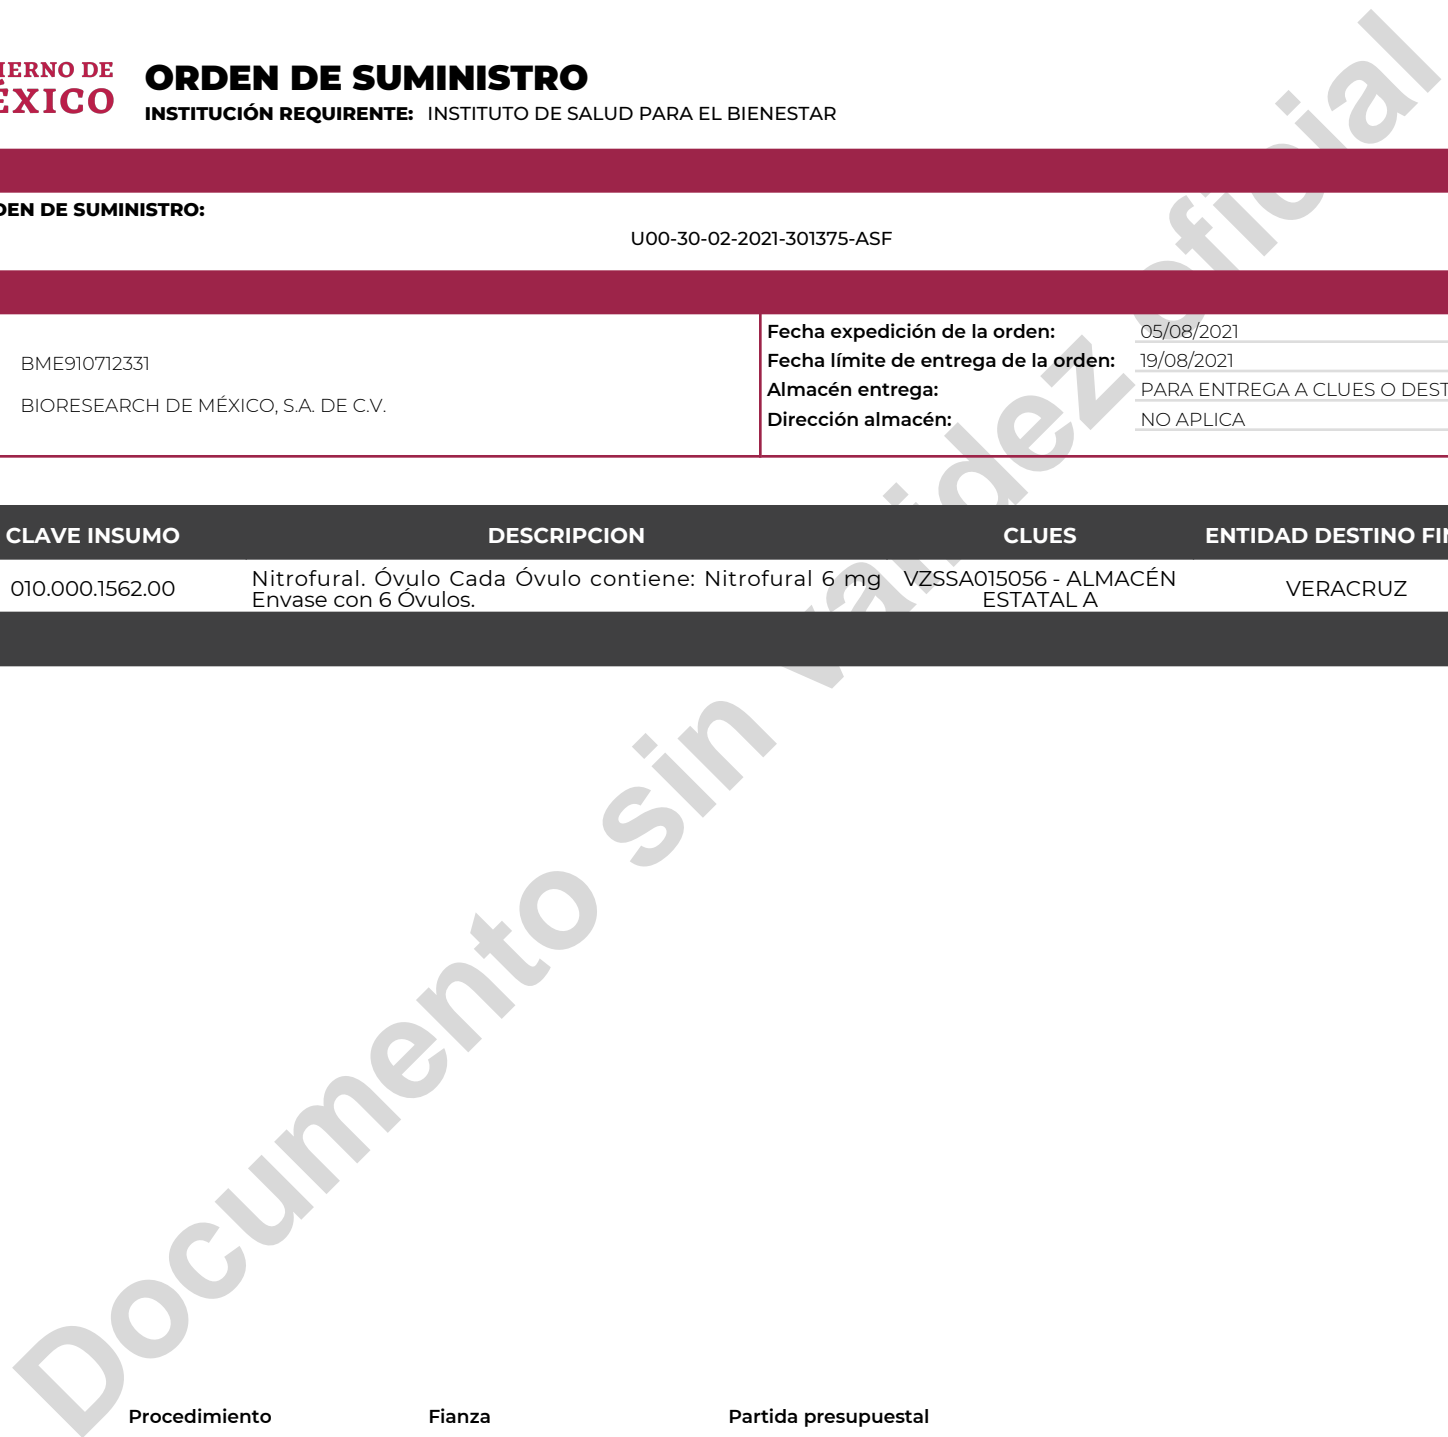 IERNO DE
ÉXICO
ORDEN DE SUMINISTRO
INSTITUCIÓN REQUIRENTE: INSTITUTO DE SALUD PARA EL BIENESTAR
DEN DE SUMINISTRO:
U00-30-02-2021-301375-ASF
BME910712331
BIORESEARCH DE MÉXICO, S.A. DE C.V.
Fecha expedición de la orden: 05/08/2021
Fecha límite de entrega de la orden: 19/08/2021
Almacén entrega: PARA ENTREGA A CLUES O DEST
Dirección almacén: NO APLICA
CLAVE INSUMO DESCRIPCION CLUES ENTIDAD DESTINO FIN
010.000.1562.00
Nitrofural. Óvulo Cada Óvulo contiene: Nitrofural 6 mg
Envase con 6 Óvulos.
VZSSA015056 - ALMACÉN
ESTATAL A
VERACRUZ
Documento sin validez oficial
Procedimiento Fianza Partida presupuestal